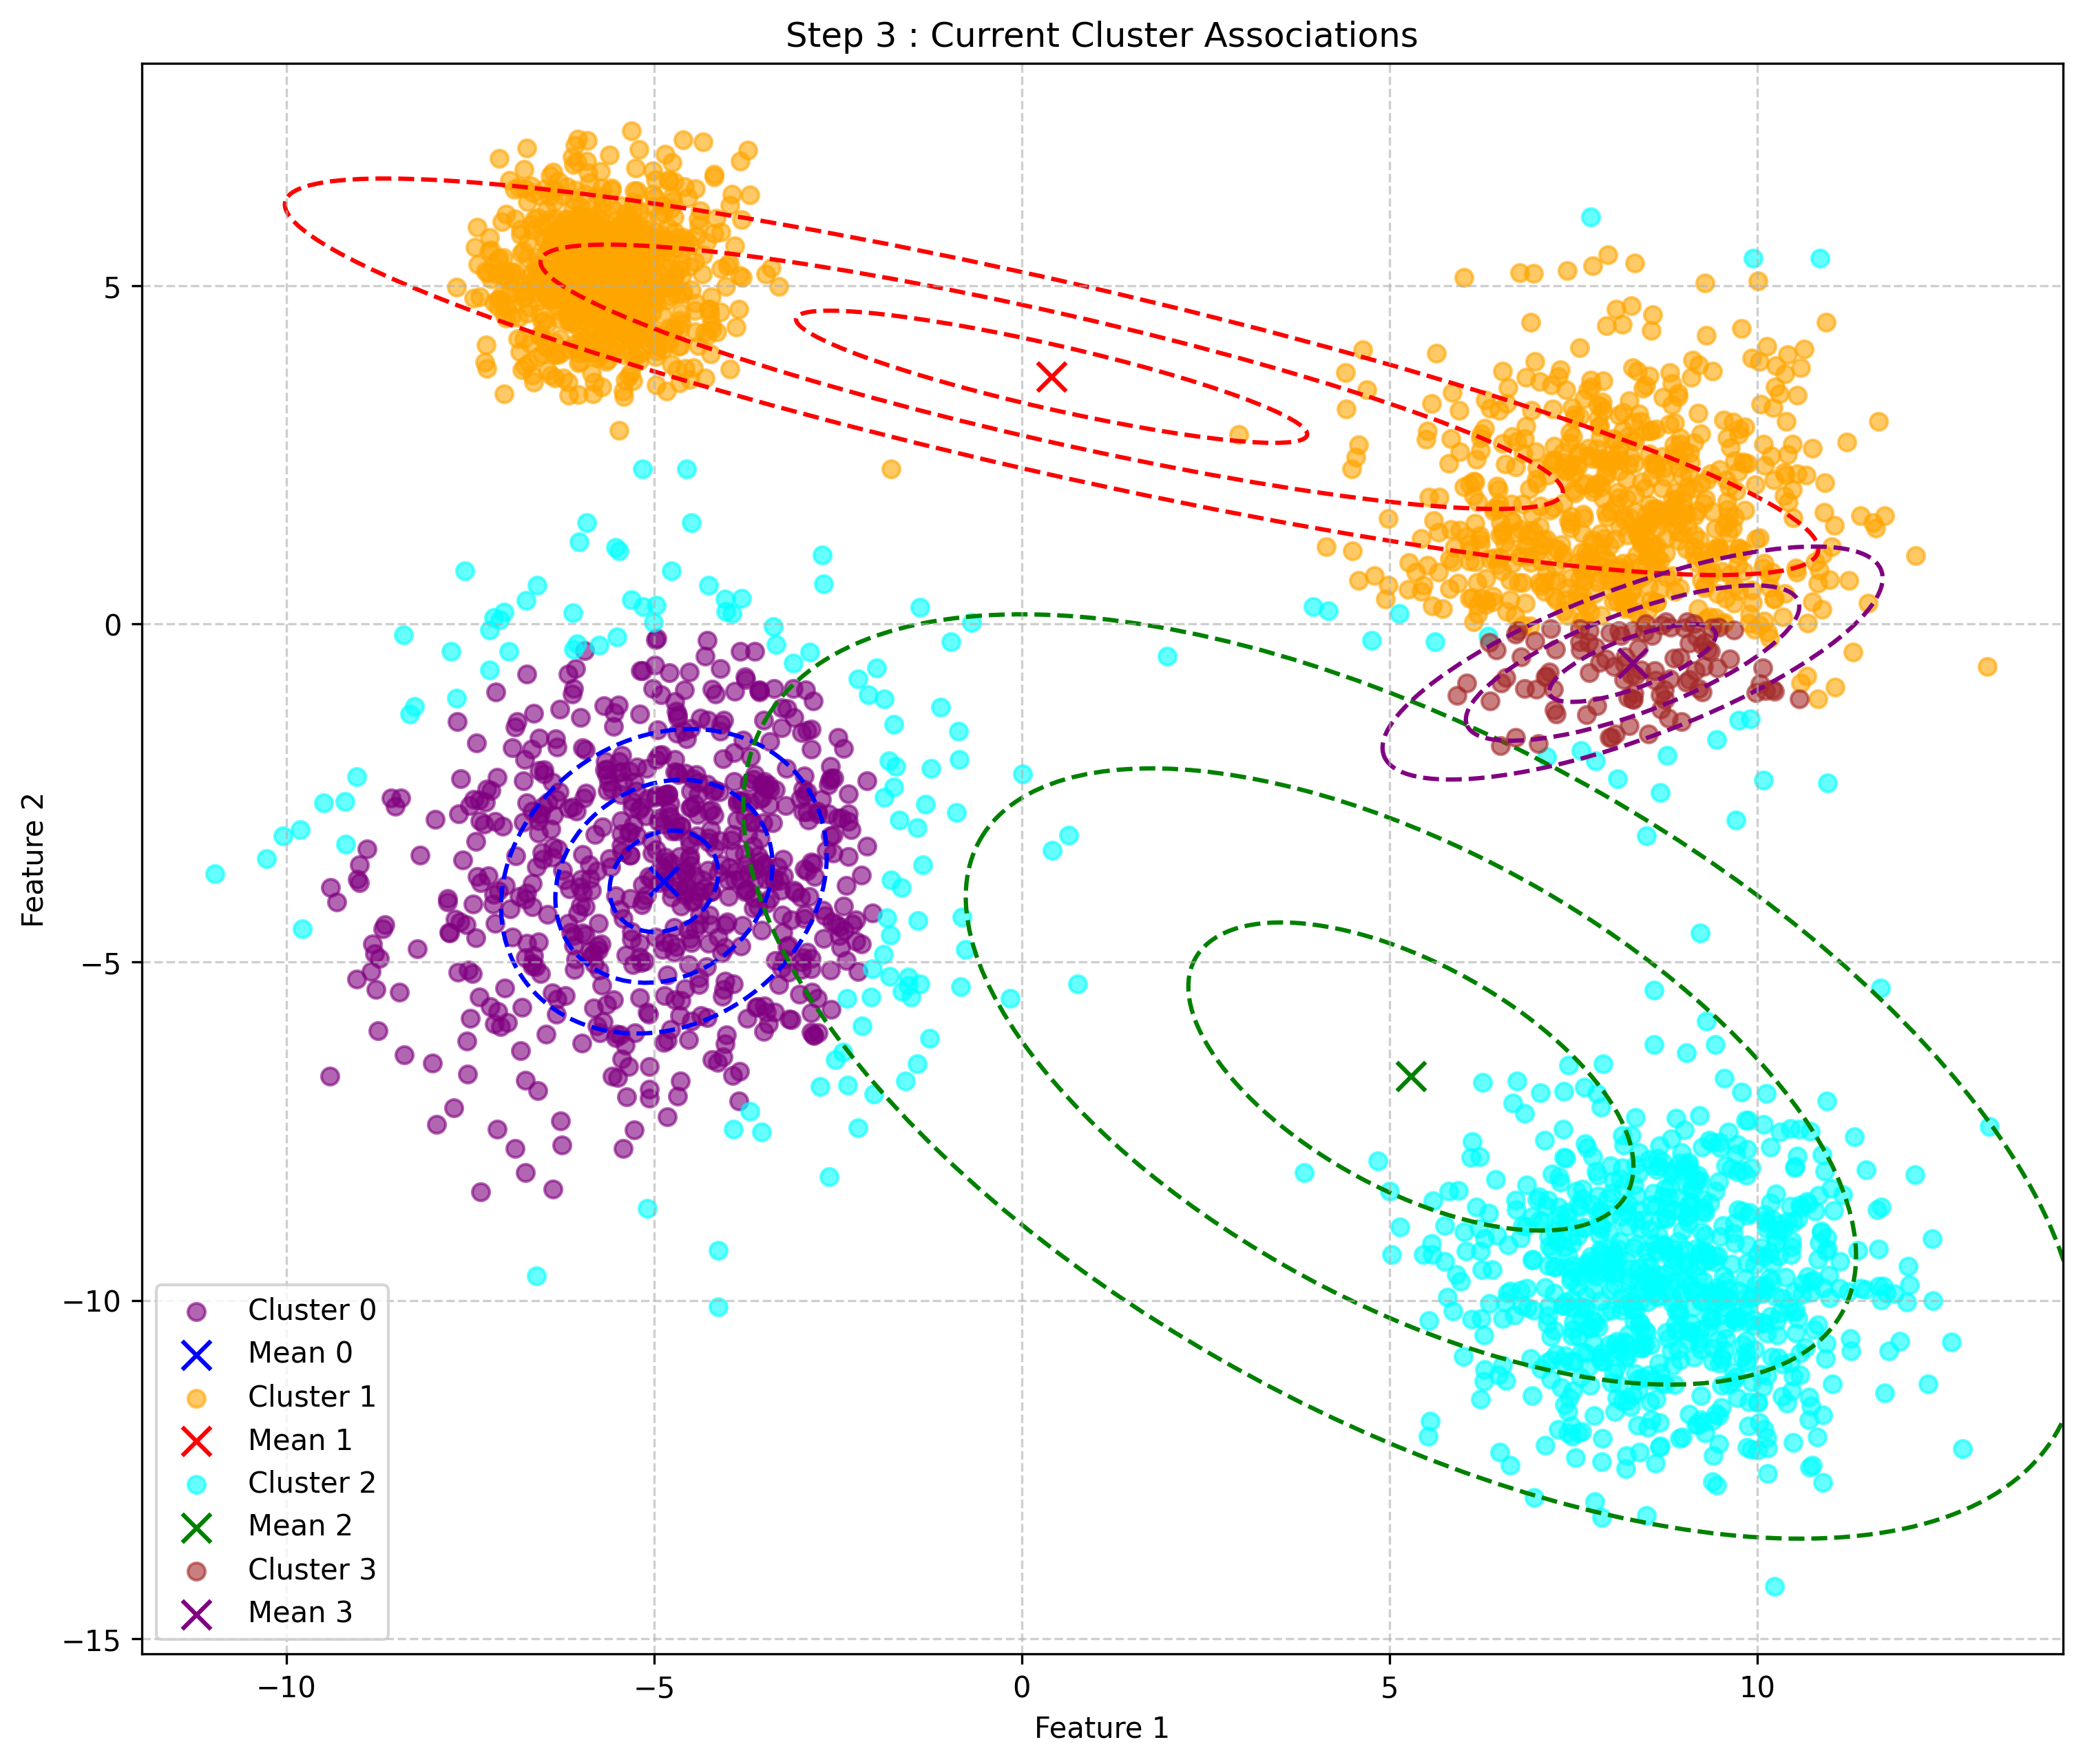 Step 3 : Current Cluster Associations
5
0
−5
−10
−15
Feature 2
Cluster 0
Mean 0
Cluster 1
Mean 1
Cluster 2
Mean 2
Cluster 3
Mean 3
−10
−5
0
5
10
Feature 1